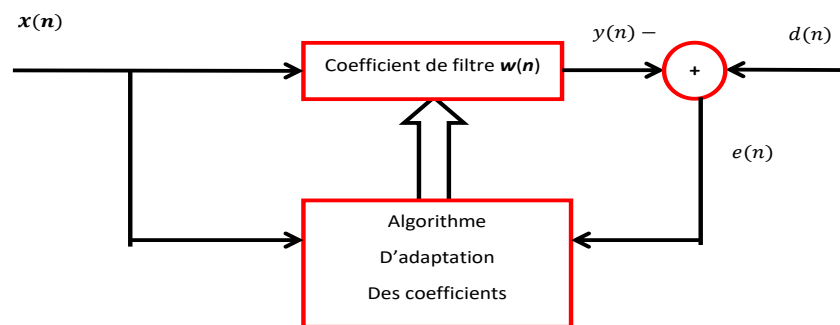 x(n)
y(n) −
d(n)
Coefficient de filtre w(n)
+
e(n)
Algorithme
D'adaptation
Des coefficients